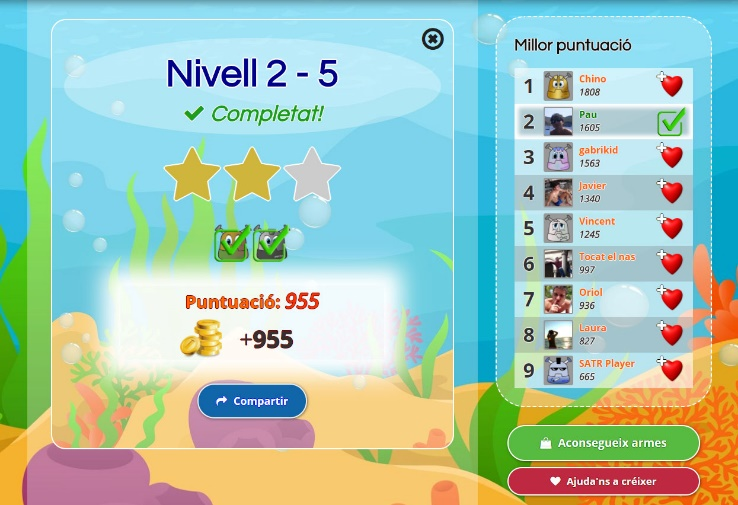 Nivell 2 - 5
Completat!
Puntuació: 955
+955
Compartir
Millor puntuació
1 Chino
1808
2 Pau
1605
3 gabrikid
1563
4 Javier
1340
5 Vincent
1245
6 Tocat el nas
997
7 Oriol
936
8 Laura
827
9 SATR Player
665
Aconsegueix armes
Ajuda'ns a créixer